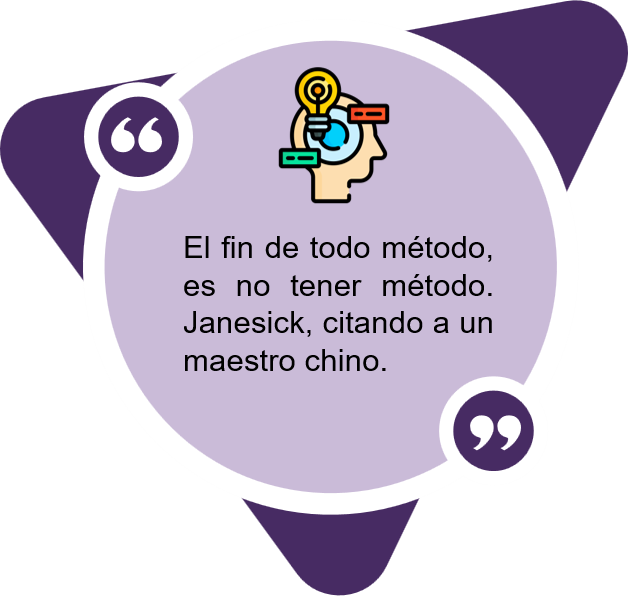 El fin de todo método,
es no tener método.
Janesick, citando a un
maestro chino.